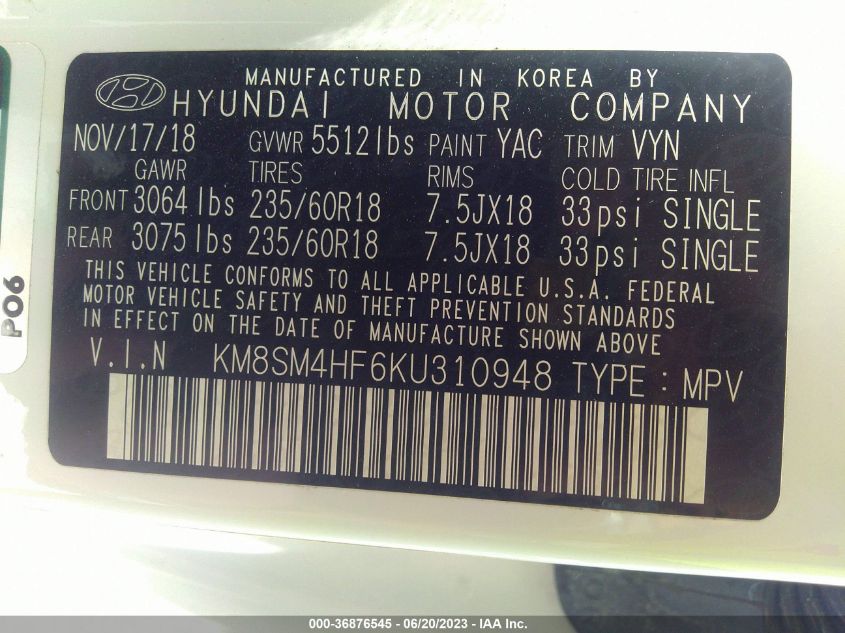 MANUFACTURED IN KOREA BY
HYUNDAI MOTOR COMPANY
NOV/17/18 GVWR 5512lbs PAINT YAC TRIM VYN
GAWR TIRES RIMS COLD TIRE INFL
FRONT 3064lbs 235/60R18 7.5JX18 33psi SINGLE
REAR 3075lbs 235/60R18 7.5JX18 33psi SINGLE
THIS VEHICLE CONFORMS TO ALL APPLICABLE U.S.A. FEDERAL
MOTOR VEHICLE SAFETY AND THEFT PREVENTION STANDARDS
IN EFFECT ON THE DATE OF MANUFACTURE SHOWN ABOVE
V.I.N KM8SM4HF6KU310948 TYPE : MPV
P06
000-36876545 - 06/20/2023 - IAA Inc.